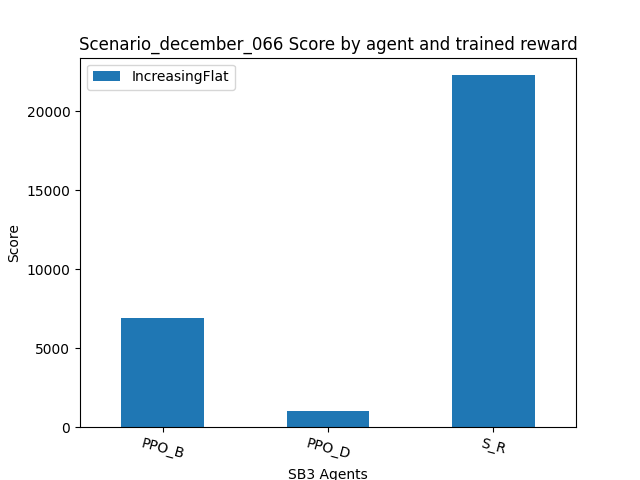 Scenario_december_066 Score by agent and trained reward
IncreasingFlat
20000
15000
10000
5000
0
Score
PPO_B
PPO_D
S_R
SB3 Agents